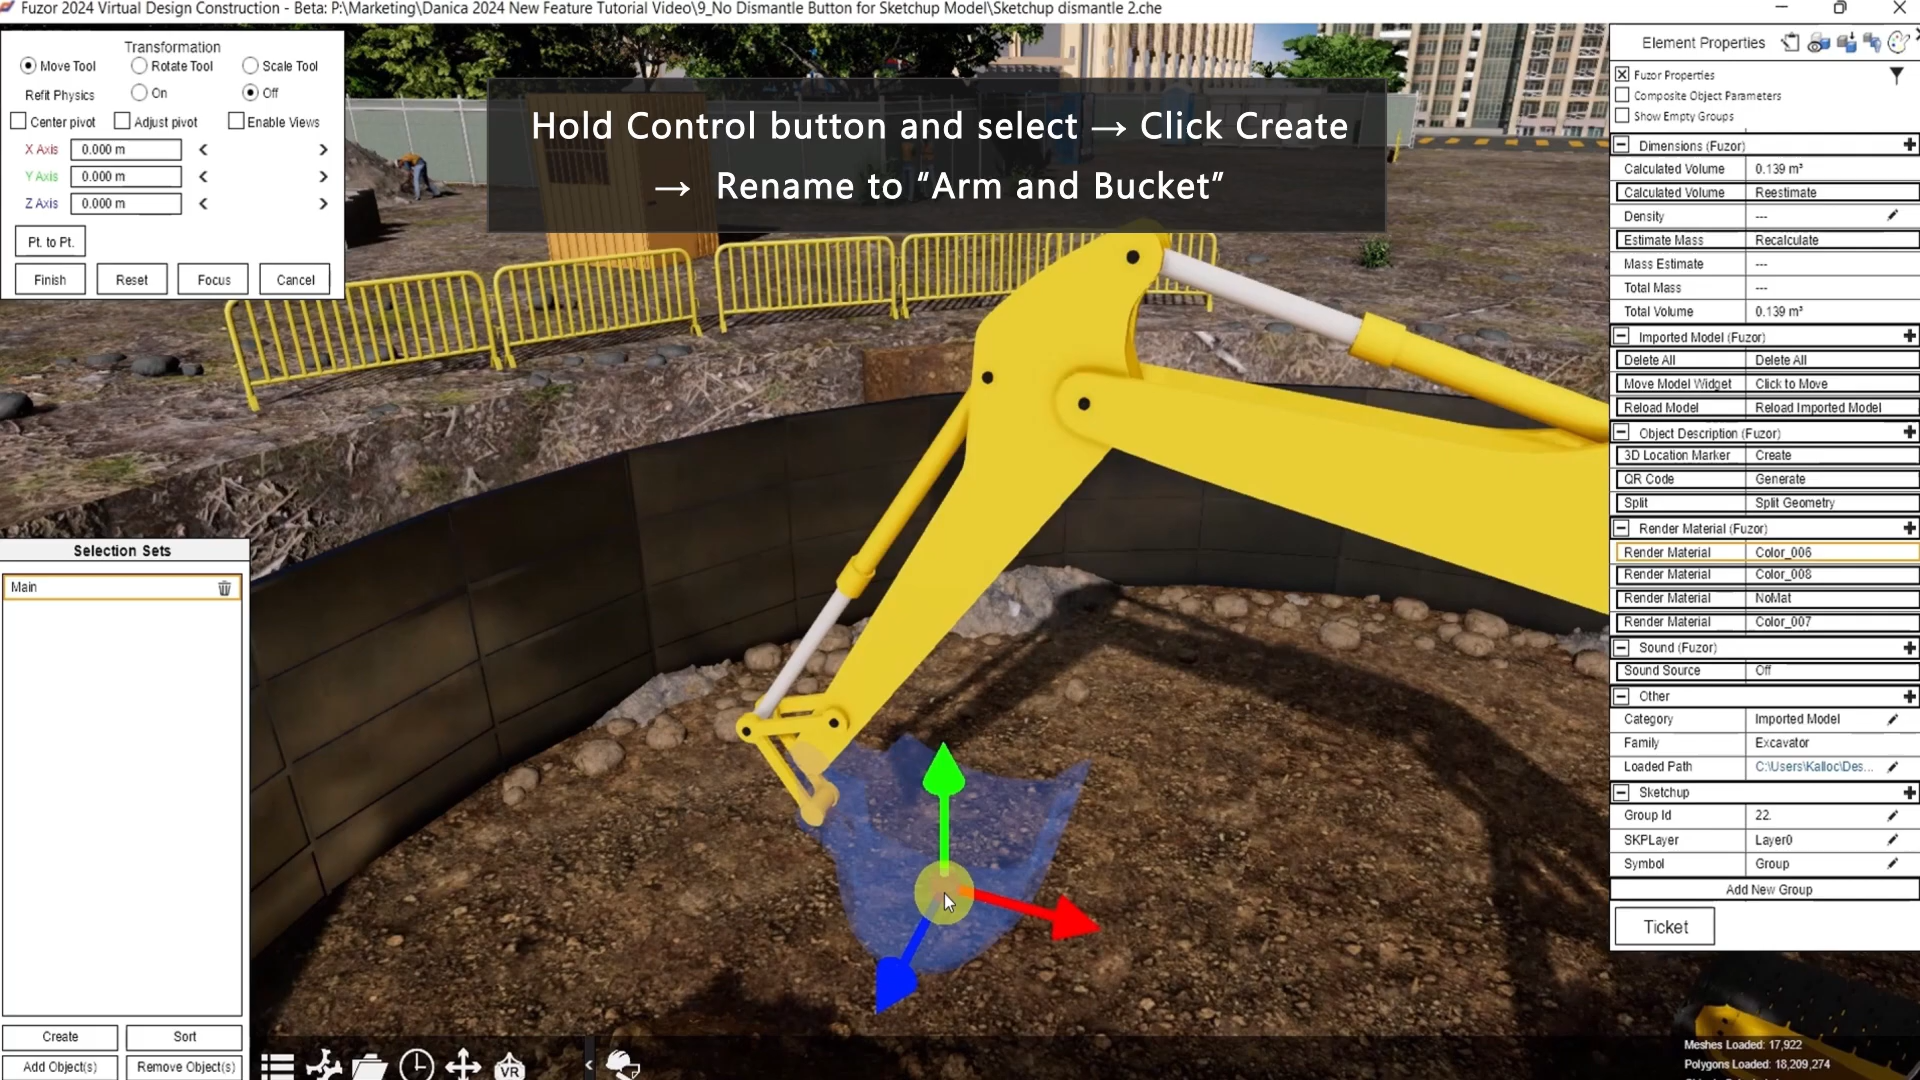 Fuzor 2024 Virtual Design Construction - Beta: P:\Marketing\Danica 2024 New Feature Tutorial Video\9_No Dismantle Button for Sketchup Model\Sketchup dismantle 2.che
Transformation
Move Tool Rotate Tool Scale Tool
Refit Physics On Off
Center pivot Adjust pivot Enable Views
X Axis 0.000 m < >
Y Axis 0.000 m < >
Z Axis 0.000 m < >
Pt. to Pt.
Finish Reset Focus Cancel
Hold Control button and select → Click Create
→ Rename to “Arm and Bucket”
Selection Sets
Main
Create Sort
Add Object(s) Remove Object(s)
VR
<
Element Properties
Fuzor Properties
Composite Object Parameters
Show Empty Groups
Dimensions (Fuzor)
Calculated Volume 0.139 m³
Calculated Volume Reestimate
Density ---
Estimate Mass Recalculate
Mass Estimate ---
Total Mass ---
Total Volume 0.139 m³
Imported Model (Fuzor)
Delete All Delete All
Move Model Widget Click to Move
Reload Model Reload Imported Model
Object Description (Fuzor)
3D Location Marker Create
QR Code Generate
Split Split Geometry
Render Material (Fuzor)
Render Material Color_006
Render Material Color_008
Render Material NoMat
Render Material Color_007
Sound (Fuzor)
Sound Source Off
Other
Category Imported Model
Family Excavator
Loaded Path C:\Users\Kalloc\Des...
Sketchup
Group Id 22.
SKPLayer Layer0
Symbol Group
Add New Group
Ticket
Meshes Loaded: 17,922
Polygons Loaded: 18,209,274